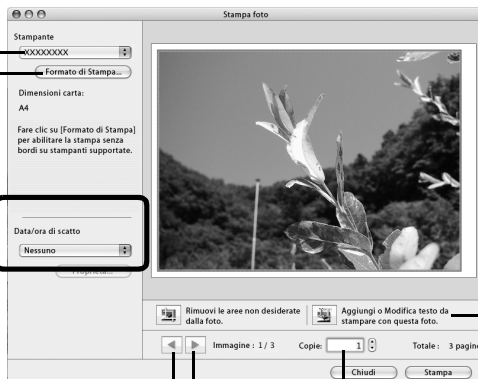 Stampa foto
Stampante
XXXXXXXX
Formato di Stampa...
Dimensioni carta:
A4
Fare clic su [Formato di Stampa]
per abilitare la stampa senza
bordi su stampanti supportate.
Data/ora di scatto
Nessuno
Proprietà...
Rimuovi le aree non desiderate
dalla foto.
Aggiungi o Modifica testo da
stampare con questa foto.
Immagine : 1 / 3
Copie:
1
Totale :
3 pagine
Chiudi
Stampa